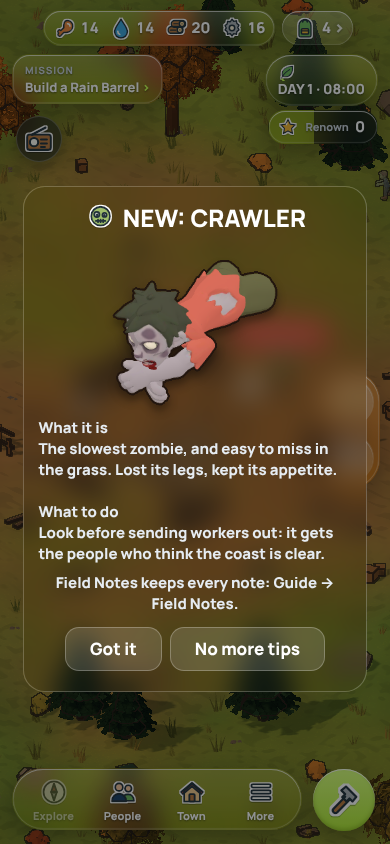 14 14 20 16 4 >
MISSION
Build a Rain Barrel >
DAY 1 · 08:00
Renown 0
NEW: CRAWLER
What it is
The slowest zombie, and easy to miss in
the grass. Lost its legs, kept its appetite.
What to do
Look before sending workers out: it gets
the people who think the coast is clear.
Field Notes keeps every note: Guide →
Field Notes.
Got it No more tips
Explore People Town More